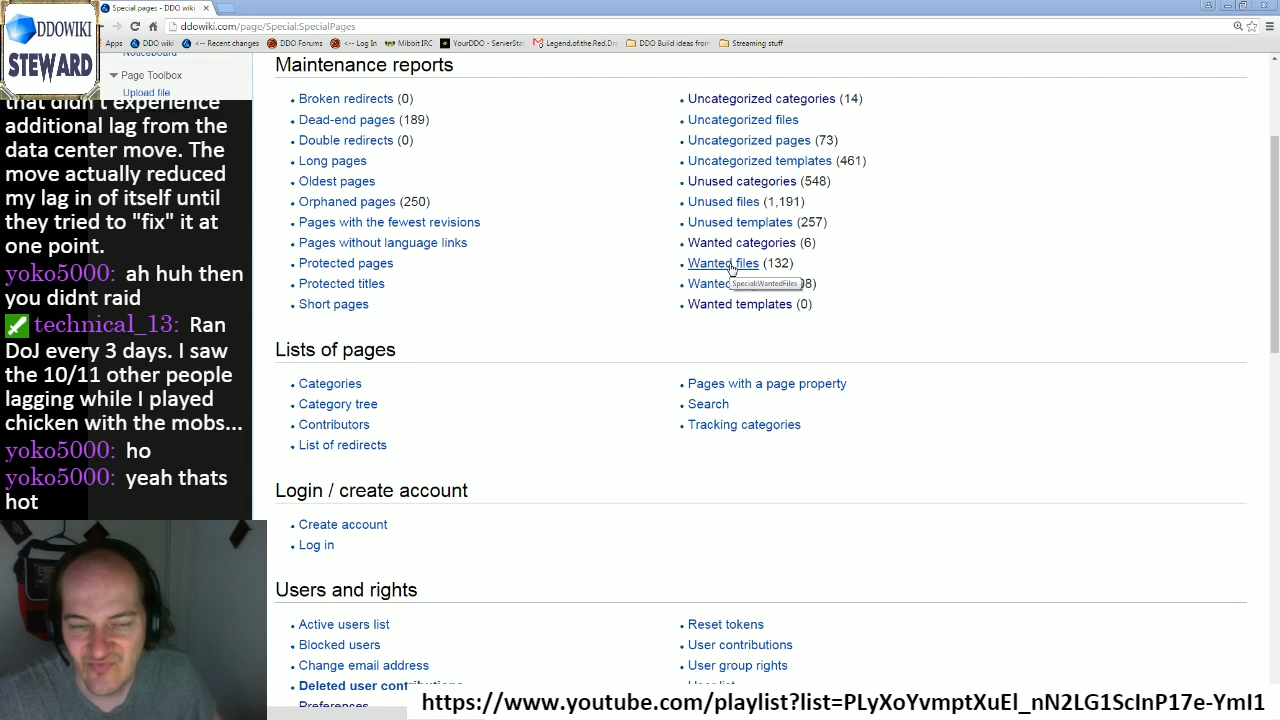 Special pages - DDO wiki
ddowiki.com/page/Special:SpecialPages
Apps DDO wiki <-- Recent changes DDO Forums <-- Log In Mibbit IRC YourDDO - ServerStat Legend.of.the.Red.Dra DDO Build ideas from Streaming stuff
DDOWIKI
STEWARD
Noticeboard
Page Toolbox
Upload file
that didn't experience
additional lag from the
data center move. The
move actually reduced
my lag in of itself until
they tried to "fix" it at
one point.
yoko5000: ah huh then
you didnt raid
technical_13: Ran
DoJ every 3 days. I saw
the 10/11 other people
lagging while I played
chicken with the mobs...
yoko5000: ho
yoko5000: yeah thats
hot
Maintenance reports
Broken redirects (0)
Dead-end pages (189)
Double redirects (0)
Long pages
Oldest pages
Orphaned pages (250)
Pages with the fewest revisions
Pages without language links
Protected pages
Protected titles
Short pages
Uncategorized categories (14)
Uncategorized files
Uncategorized pages (73)
Uncategorized templates (461)
Unused categories (548)
Unused files (1,191)
Unused templates (257)
Wanted categories (6)
Wanted files (132)
Special:WantedFiles
Wanted
Wanted templates (0)
Lists of pages
Categories
Category tree
Contributors
List of redirects
Pages with a page property
Search
Tracking categories
Login / create account
Create account
Log in
Users and rights
Active users list
Blocked users
Change email address
Deleted user contributions
Preferences
Reset tokens
User contributions
User group rights
User list
https://www.youtube.com/playlist?list=PLyXoYvmptXuEl_nN2LG1ScInP17e-YmI1